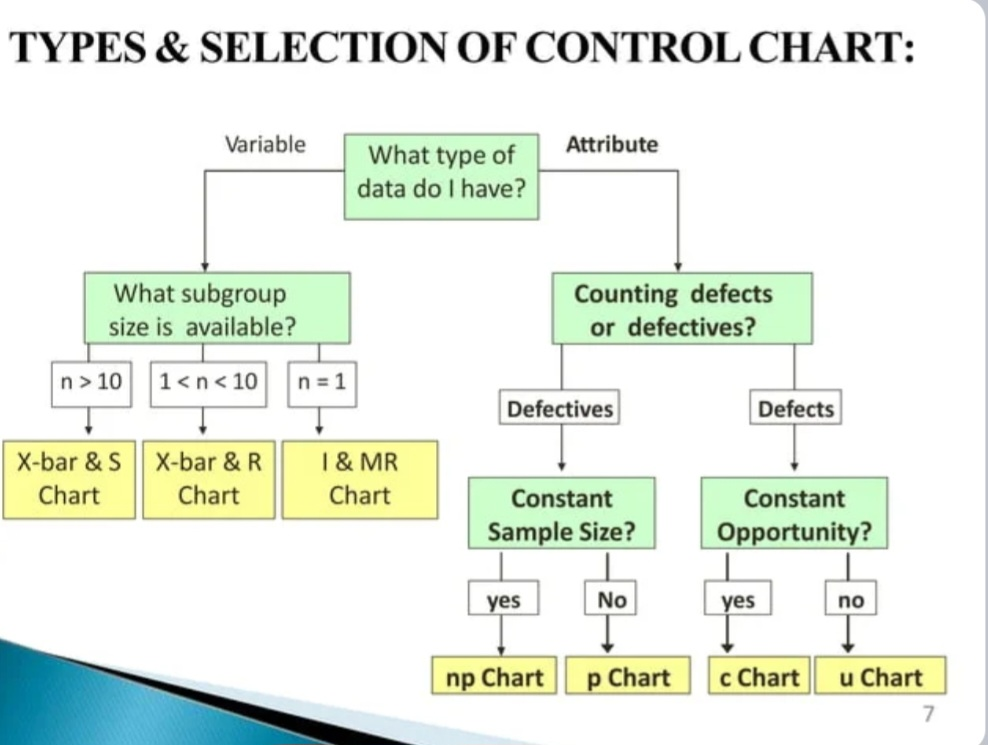 TYPES & SELECTION OF CONTROL CHART:
Variable
What type of
data do I have?
Attribute
What subgroup
size is available?
Counting defects
or defectives?
n > 10
1 < n < 10
n = 1
Defectives
Defects
X-bar & S
Chart
X-bar & R
Chart
I & MR
Chart
Constant
Sample Size?
Constant
Opportunity?
yes
No
yes
no
np Chart
p Chart
c Chart
u Chart
7